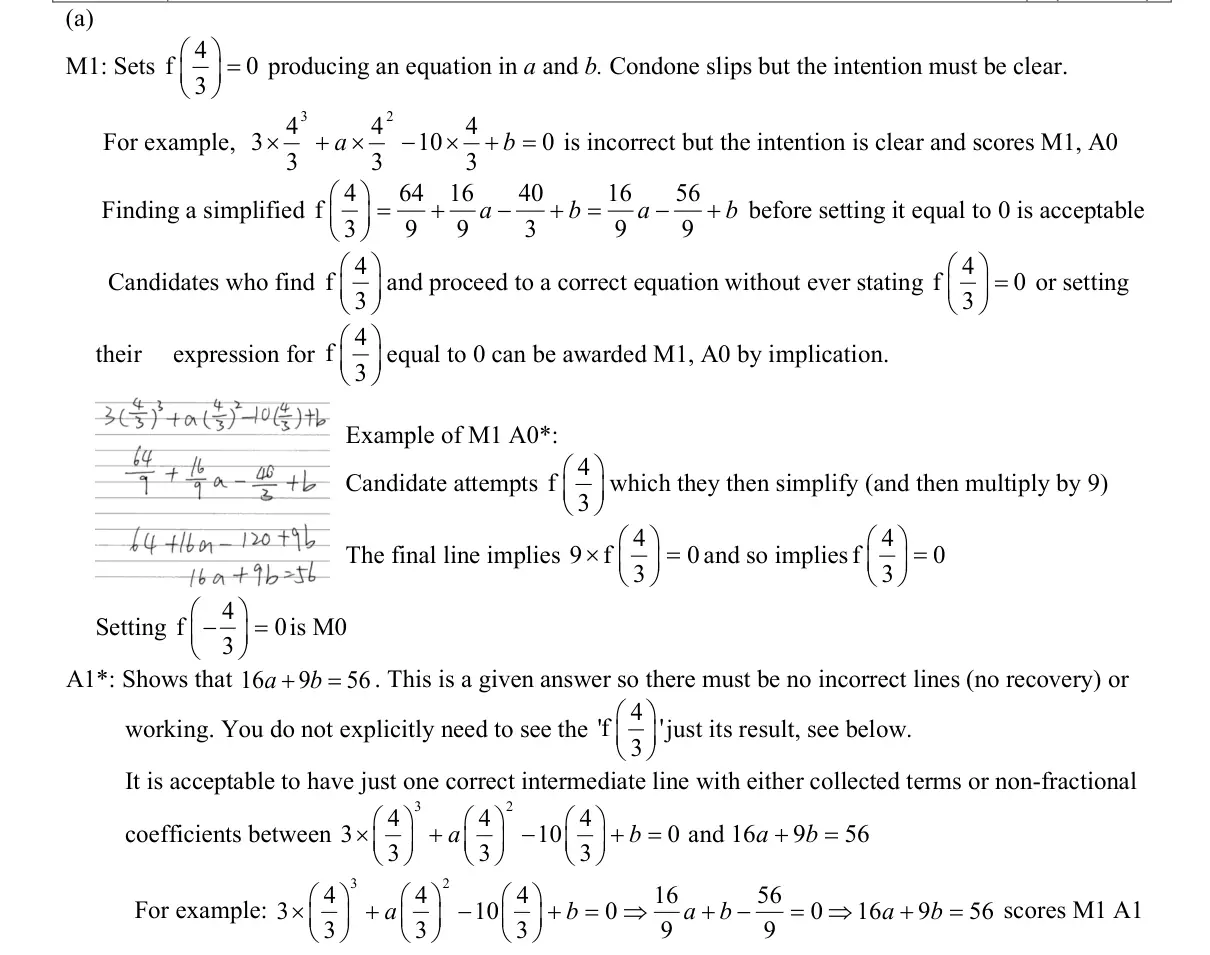 (a)
M1: Sets f(4/3) = 0 producing an equation in a and b. Condone slips but the intention must be clear.
For example, 3 × 4³/3 + a × 4²/3 − 10 × 4/3 + b = 0 is incorrect but the intention is clear and scores M1, A0
Finding a simplified f(4/3) = 64/9 + 16/9 a − 40/3 + b = 16/9 a − 56/9 + b before setting it equal to 0 is acceptable
Candidates who find f(4/3) and proceed to a correct equation without ever stating f(4/3) = 0 or setting
their expression for f(4/3) equal to 0 can be awarded M1, A0 by implication.
3(4/3)³ + a(4/3)² − 10(4/3) + b
64/9 + 16/9 a − 40/3 + b
64 + 16a − 120 + 9b
16a + 9b = 56
Example of M1 A0*:
Candidate attempts f(4/3) which they then simplify (and then multiply by 9)
The final line implies 9 × f(4/3) = 0 and so implies f(4/3) = 0
Setting f(−4/3) = 0 is M0
A1*: Shows that 16a + 9b = 56. This is a given answer so there must be no incorrect lines (no recovery) or
working. You do not explicitly need to see the 'f(4/3)' just its result, see below.
It is acceptable to have just one correct intermediate line with either collected terms or non-fractional
coefficients between 3 × (4/3)³ + a(4/3)² − 10(4/3) + b = 0 and 16a + 9b = 56
For example: 3 × (4/3)³ + a(4/3)² − 10(4/3) + b = 0 ⇒ 16/9 a + b − 56/9 = 0 ⇒ 16a + 9b = 56 scores M1 A1